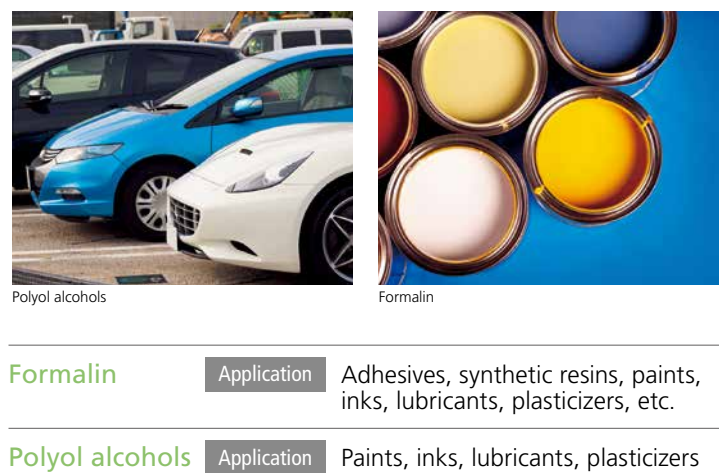 Polyol alcohols
Formalin
Formalin
Application
Adhesives, synthetic resins, paints,
inks, lubricants, plasticizers, etc.
Polyol alcohols
Application
Paints, inks, lubricants, plasticizers